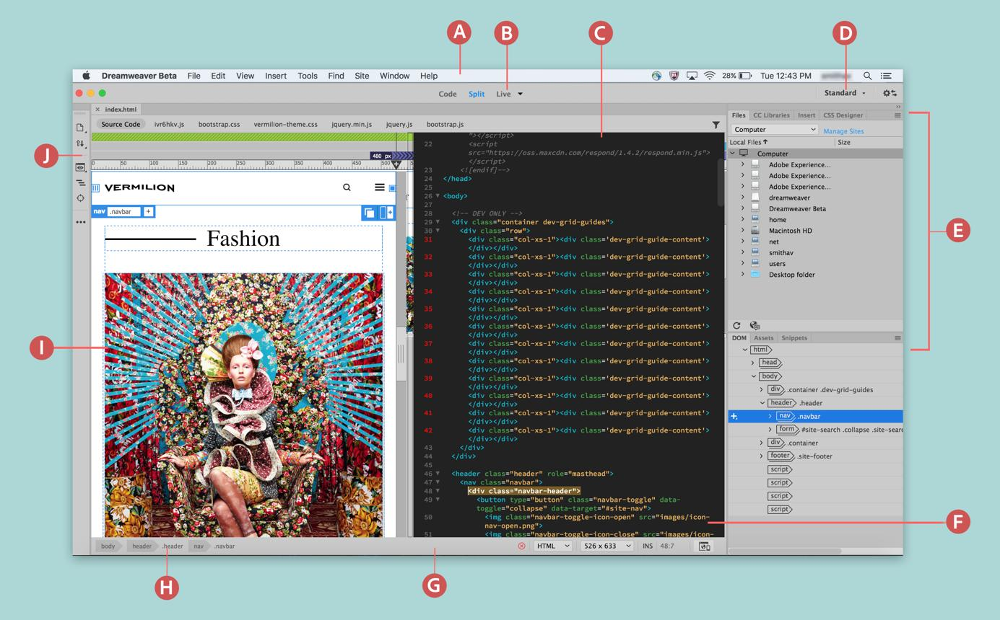 A
B
C
D
Dreamweaver Beta File Edit View Insert Tools Find Site Window Help
28% Tue 12:43 PM
Code Split Live
Standard
index.html
Source Code ivr6hkv.js bootstrap.css vermilion-theme.css jquery.min.js jquery.js bootstrap.js
480 px
0 50 100 150 200 250 300 350 400 450 500
VERMILION
nav .navbar +
Fashion
"></script>
22 <script
src="https://oss.maxcdn.com/respond/1.4.2/respond.min.js">
</script>
23 <![endif]-->
24 </head>
25
26 <body>
27
28 <!-- DEV ONLY -->
29 <div class="container dev-grid-guides">
30 <div class="row">
31 <div class="col-xs-1"><div class='dev-grid-guide-content'>
</div></div>
32 <div class="col-xs-1"><div class='dev-grid-guide-content'>
</div></div>
33 <div class="col-xs-1"><div class='dev-grid-guide-content'>
</div></div>
34 <div class="col-xs-1"><div class='dev-grid-guide-content'>
</div></div>
35 <div class="col-xs-1"><div class='dev-grid-guide-content'>
</div></div>
36 <div class="col-xs-1"><div class='dev-grid-guide-content'>
</div></div>
37 <div class="col-xs-1"><div class='dev-grid-guide-content'>
</div></div>
38 <div class="col-xs-1"><div class='dev-grid-guide-content'>
</div></div>
39 <div class="col-xs-1"><div class='dev-grid-guide-content'>
</div></div>
40 <div class="col-xs-1"><div class='dev-grid-guide-content'>
</div></div>
41 <div class="col-xs-1"><div class='dev-grid-guide-content'>
</div></div>
42 <div class="col-xs-1"><div class='dev-grid-guide-content'>
</div></div>
43 </div>
44 </div>
45
46 <header class="header" role="masthead">
47 <nav class="navbar">
48 <div class="navbar-header">
49 <button type="button" class="navbar-toggle" data-
toggle="collapse" data-target="#site-nav">
50 <img class="navbar-toggle-icon-open" src="images/icon-
nav-open.png">
51 <img class="navbar-toggle-icon-close" src="images/icon-
Files CC Libraries Insert CSS Designer
Computer Manage Sites
Local Files Size
Computer
Adobe Experience...
Adobe Experience...
Adobe Experience...
dreamweaver
Dreamweaver Beta
home
Macintosh HD
net
smithav
users
Desktop folder
DOM Assets Snippets
html
head
body
div .container .dev-grid-guides
header .header
nav .navbar
form #site-search .collapse .site-searc
div .container
footer .site-footer
script
script
script
script
body header .header nav .navbar
HTML 526 x 633 INS 48:7
E
F
G
H
I
J